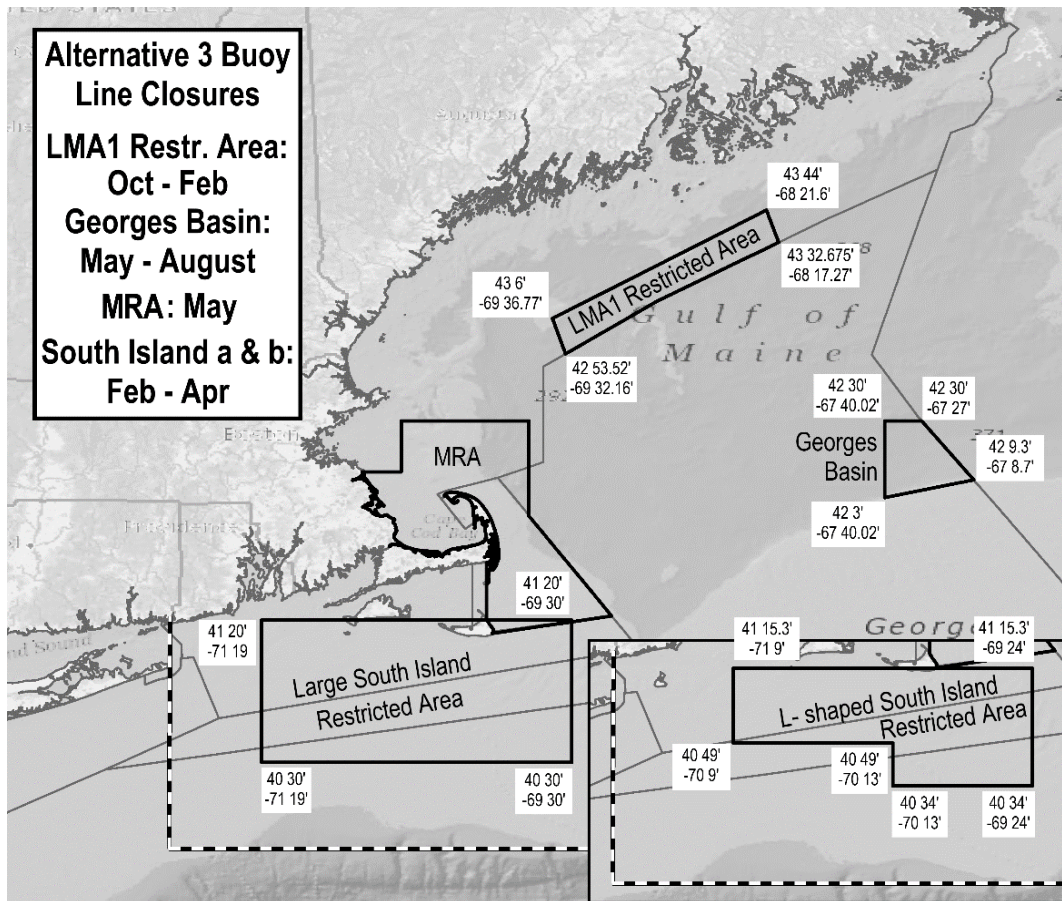 Alternative 3 Buoy
Line Closures
LMA1 Restr. Area:
Oct - Feb
Georges Basin:
May - August
MRA: May
South Island a & b:
Feb - Apr
Augusta
43 44'
-68 21.6'
43 32.675'
-68 17.27'
43 6'
-69 36.77'
LMA1 Restricted Area
42 53.52'
-69 32.16'
Gulf of
Maine
42 30'
-67 40.02'
42 30'
-67 27'
Georges
Basin
42 9.3'
-67 8.7'
42 3'
-67 40.02'
371
Boston
MRA
Cape
Cod Bay
Providence
41 20'
-69 30'
41 20'
-71 19
Large South Island
Restricted Area
40 30'
-71 19'
40 30'
-69 30'
41 15.3'
-71 9'
41 15.3'
-69 24'
L- shaped South Island
Restricted Area
40 49'
-70 9'
40 49'
-70 13'
40 34'
-70 13'
40 34'
-69 24'